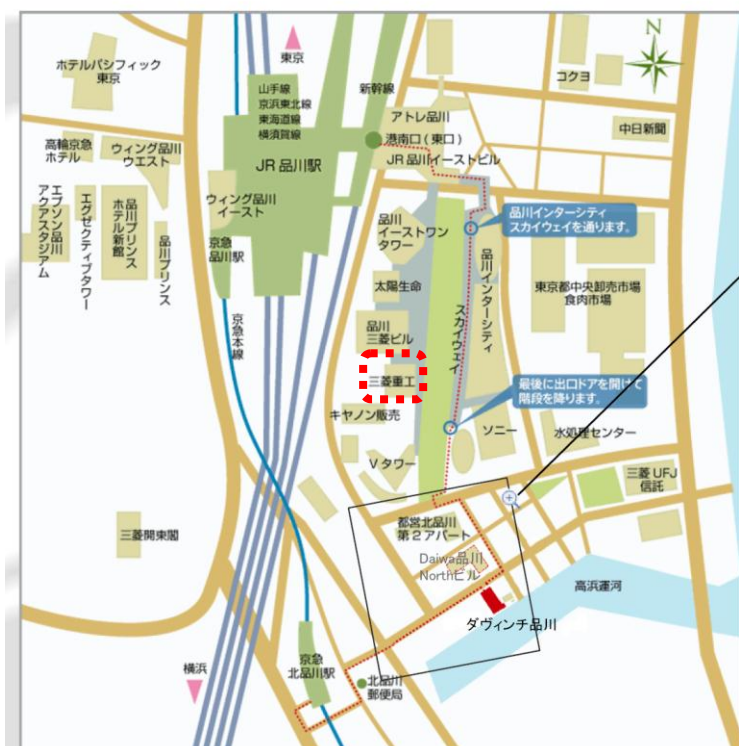 N
ホテルパシフィック
東京
東京
山手線
京浜東北線
東海道線
横須賀線
新幹線
アトレ品川
コクヨ
中日新聞
港南口(東口)
JR 品川イーストビル
JR 品川駅
高輪京急
ホテル
ウィング品川
ウエスト
ウィング品川
イースト
京急
品川駅
エプソン品川
アクアスタジアム
エグゼクティブタワー
品川プリンス
ホテル新館
品川プリンス
品川
イーストワン
タワー
品川インターシティ
スカイウェイを通ります。
太陽生命
品川インターシティ
スカイウェイ
東京都中央卸売市場
食肉市場
京急本線
品川
三菱ビル
三菱重工
最後に出口ドアを開けて
階段を降ります。
キヤノン販売
ソニー
水処理センター
Vタワー
三菱UFJ
信託
都営北品川
第2アパート
三菱開東閣
Daiwa品川
Northビル
高浜運河
ダヴィンチ品川
京急
北品川駅
横浜
北品川
郵便局